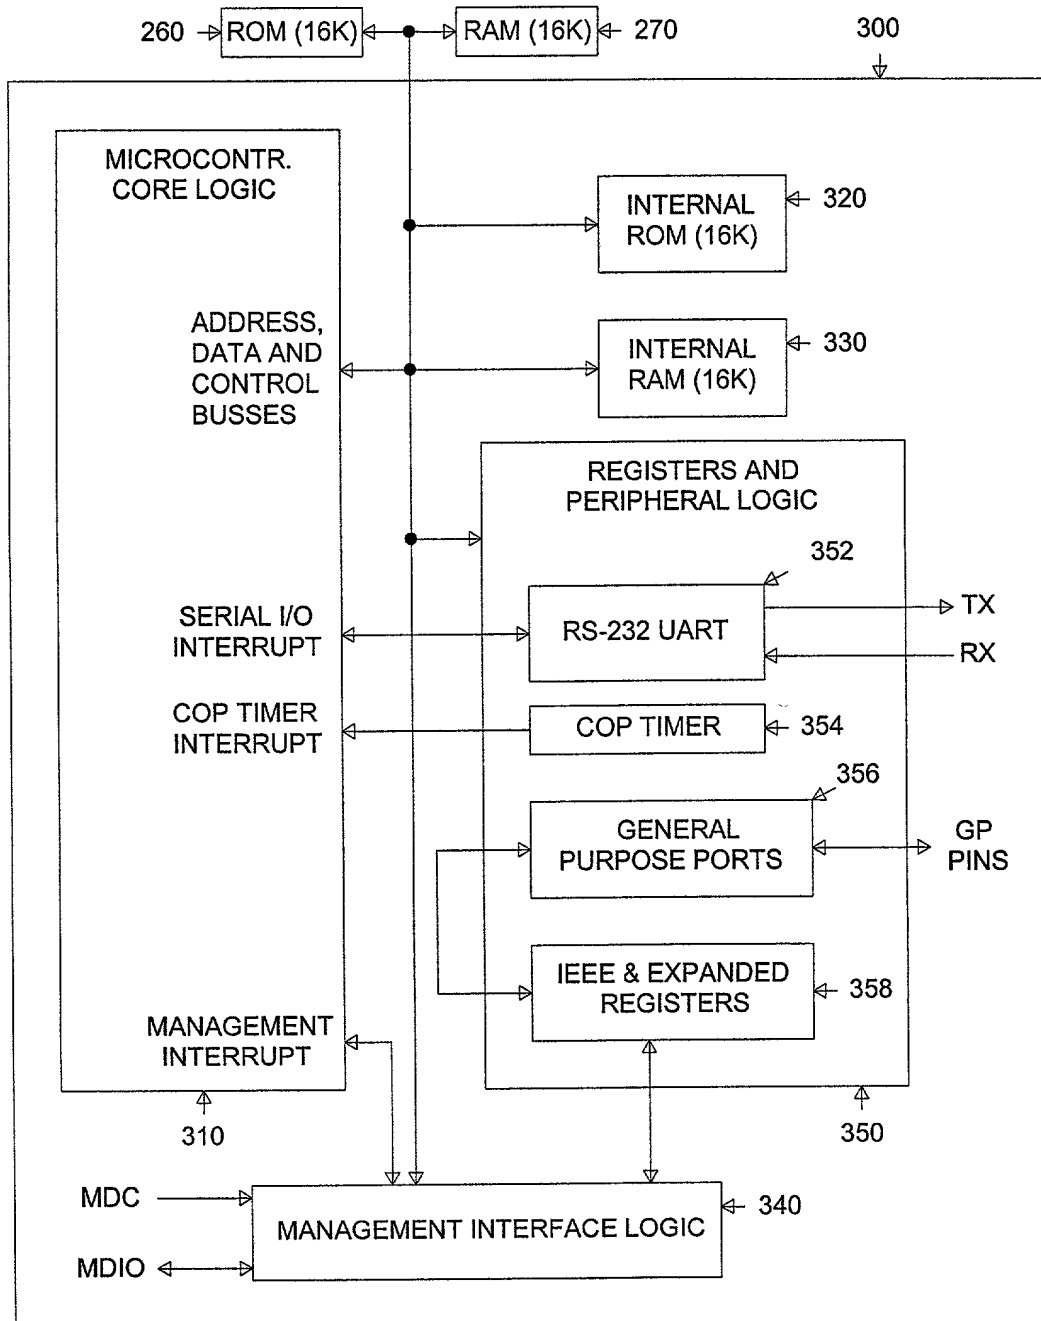 260
ROM (16K)
RAM (16K)
270
300
MICROCONTR.
CORE LOGIC
INTERNAL
ROM (16K)
320
ADDRESS,
DATA AND
CONTROL
BUSSES
INTERNAL
RAM (16K)
330
REGISTERS AND
PERIPHERAL LOGIC
352
SERIAL I/O
INTERRUPT
RS-232 UART
TX
RX
COP TIMER
INTERRUPT
COP TIMER
354
356
GENERAL
PURPOSE PORTS
GP
PINS
IEEE & EXPANDED
REGISTERS
358
MANAGEMENT
INTERRUPT
310
350
MDC
MDIO
MANAGEMENT INTERFACE LOGIC
340